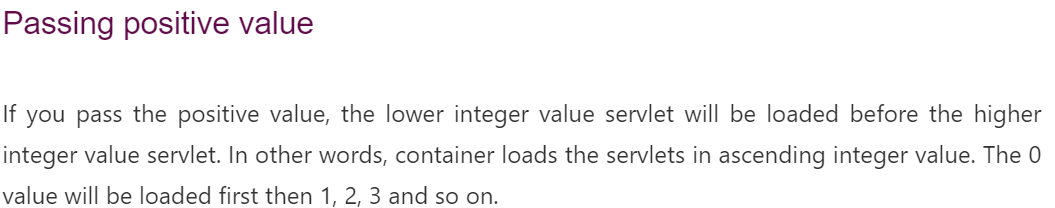 Passing positive value
If you pass the positive value, the lower integer value servlet will be loaded before the higher
integer value servlet. In other words, container loads the servlets in ascending integer value. The 0
value will be loaded first then 1, 2, 3 and so on.